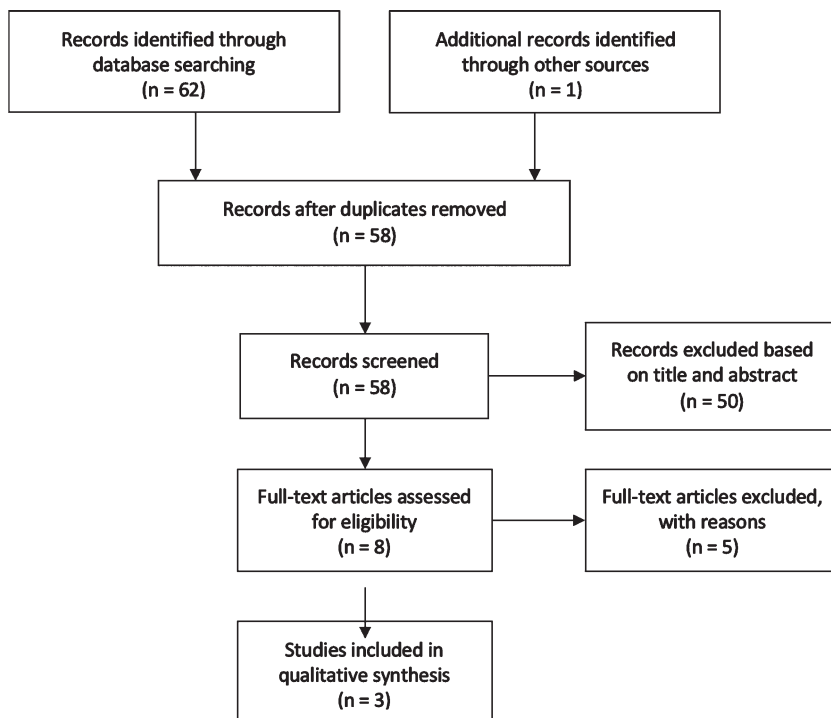 Records identified through
database searching
(n = 62)
Additional records identified
through other sources
(n = 1)
Records after duplicates removed
(n = 58)
Records screened
(n = 58)
Records excluded based
on title and abstract
(n = 50)
Full-text articles assessed
for eligibility
(n = 8)
Full-text articles excluded,
with reasons
(n = 5)
Studies included in
qualitative synthesis
(n = 3)